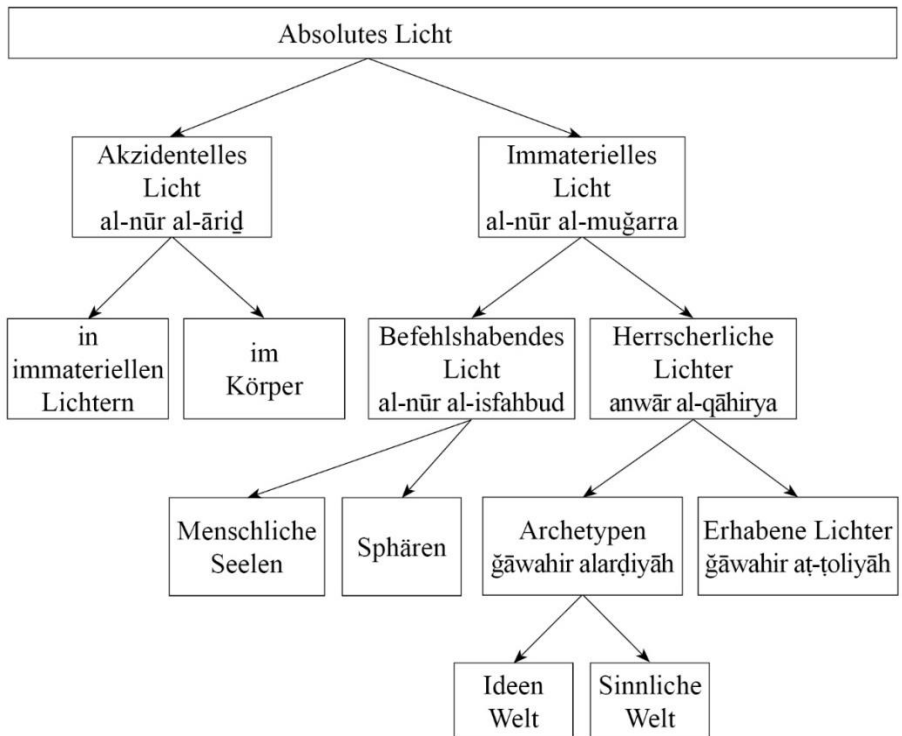 Absolutes Licht
Akzidentelles
Licht
al-nūr al-āriḏ
Immaterielles
Licht
al-nūr al-muǧarra
in
immateriellen
Lichtern
im
Körper
Befehlshabendes
Licht
al-nūr al-isfahbud
Herrscherliche
Lichter
anwār al-qāhirya
Menschliche
Seelen
Sphären
Archetypen
ǧāwahir alarḍiyāh
Erhabene Lichter
ǧāwahir aṭ-ṭoliyāh
Ideen
Welt
Sinnliche
Welt